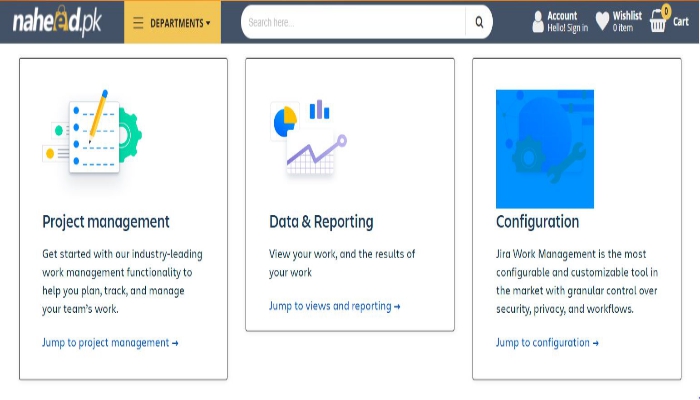 naheed.pk
DEPARTMENTS
Search here...
Account
Hello! Sign in
Wishlist
0 item
0
Cart
Project management
Get started with our industry-leading
work management functionality to
help you plan, track, and manage
your team's work.
Jump to project management →
Data & Reporting
View your work, and the results of
your work
Jump to views and reporting →
Configuration
Jira Work Management is the most
configurable and customizable tool in
the market with granular control over
security, privacy, and workflows.
Jump to configuration →